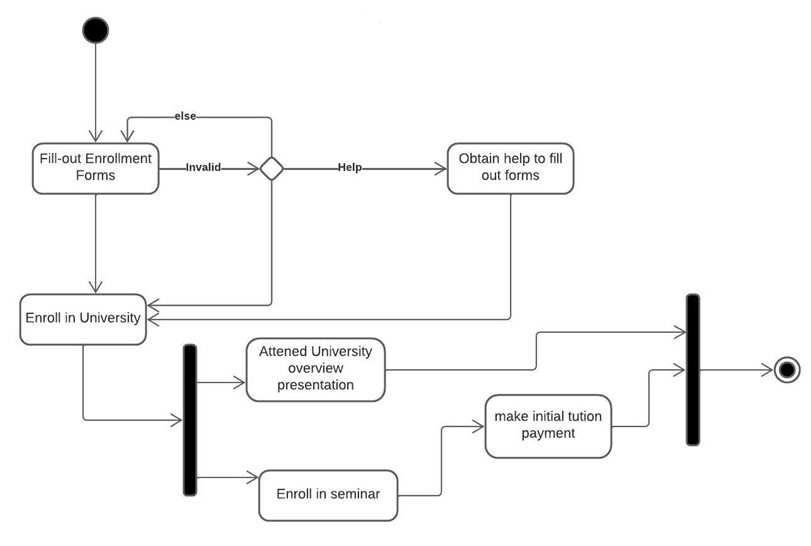 else
Fill-out Enrollment
Forms
Invalid
Help
Obtain help to fill
out forms
Enroll in University
Attened University
overview
presentation
make initial tution
payment
Enroll in seminar